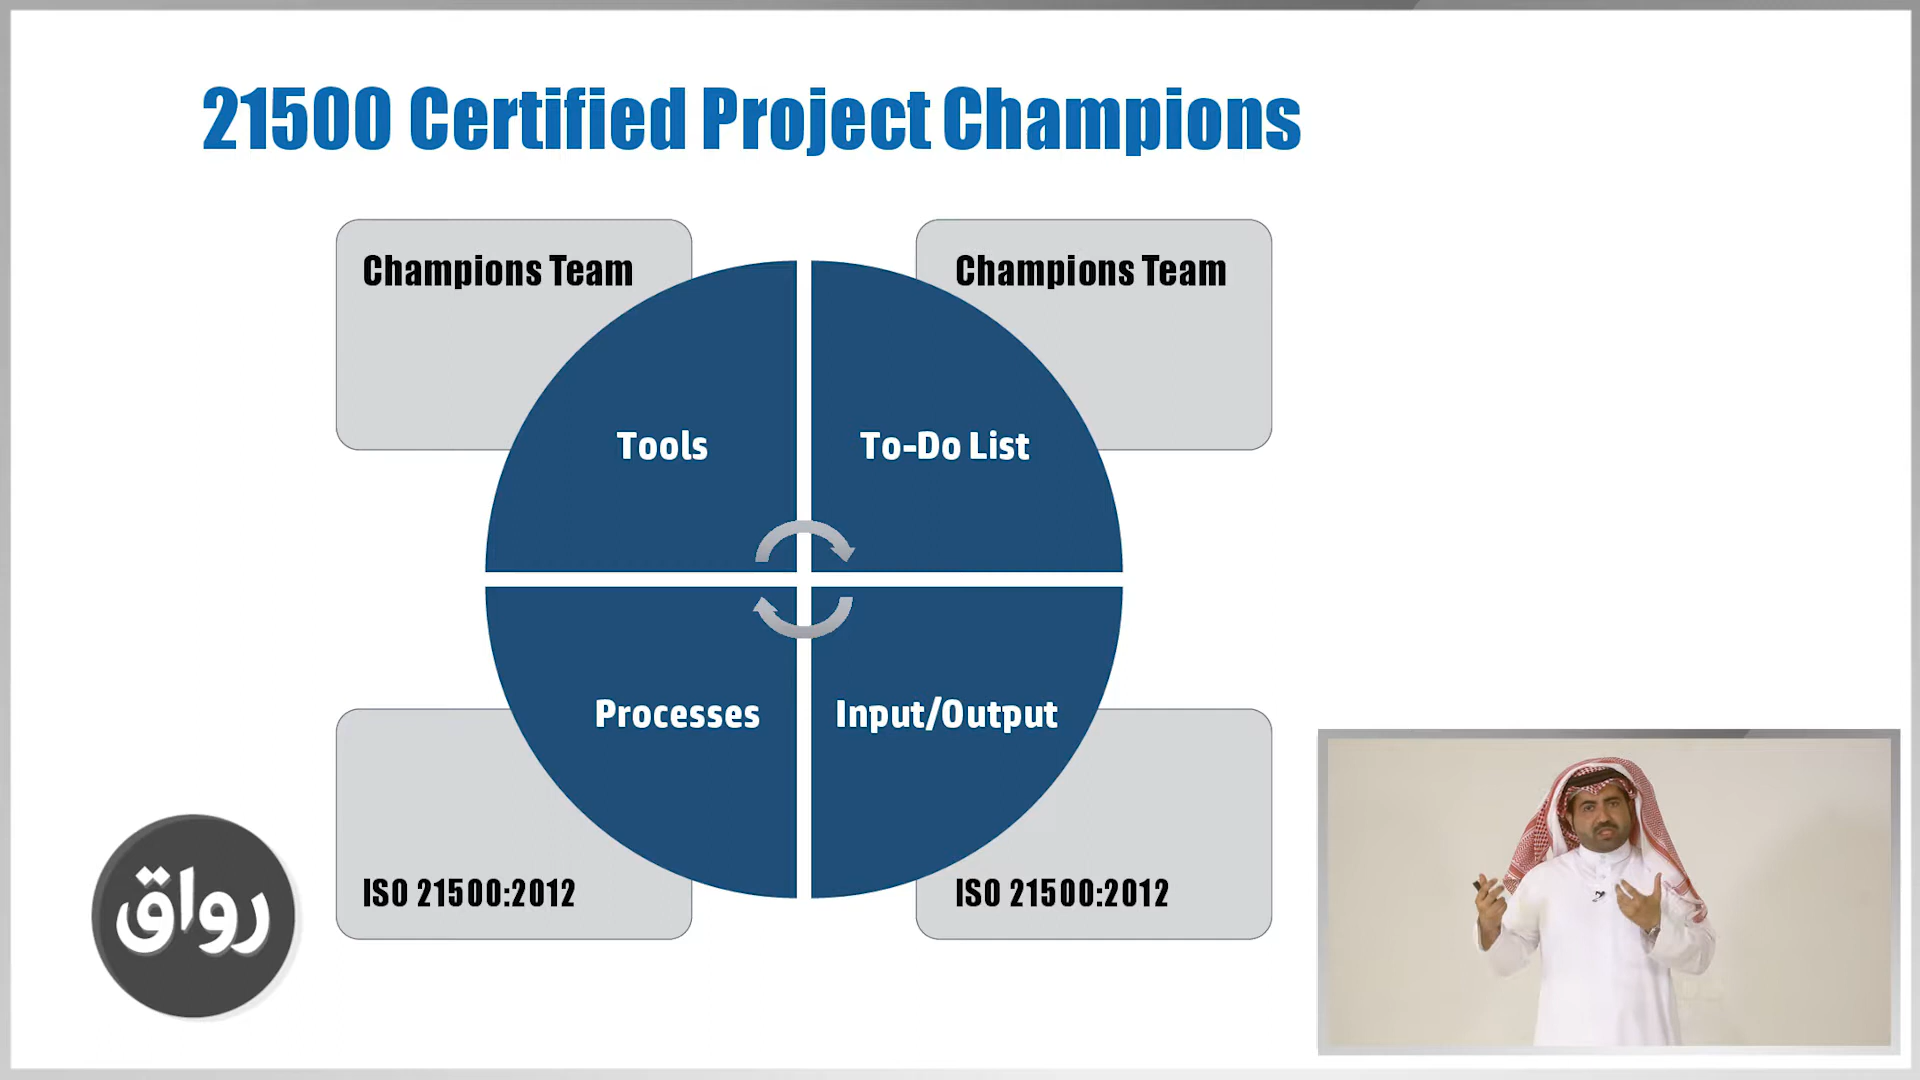 21500 Certified Project Champions
Champions Team
Champions Team
Tools
To-Do List
Processes
Input/Output
ISO 21500:2012
ISO 21500:2012
رواق